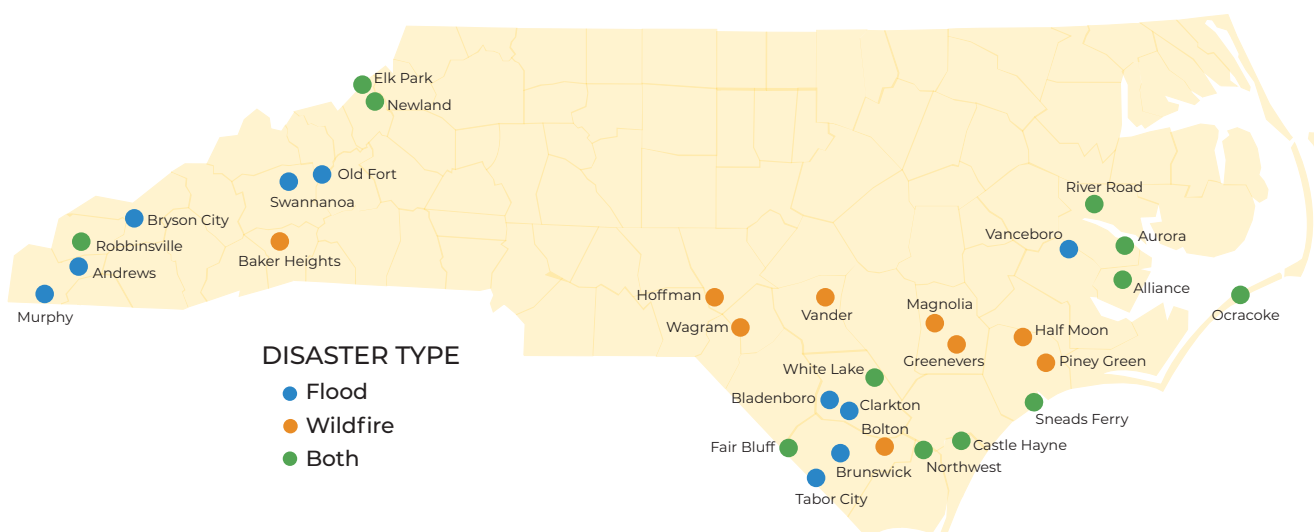 Elk Park
Newland
Old Fort
Swannanoa
River Road
Bryson City
Vanceboro
Aurora
Robbinsville
Baker Heights
Andrews
Alliance
Hoffman
Magnolia
Murphy
Vander
Ocracoke
Wagram
Half Moon
DISASTER TYPE
Greenevers
Piney Green
White Lake
Flood
Bladenboro
Clarkton
Sneads Ferry
Wildfire
Bolton
Fair Bluff
Castle Hayne
Both
Northwest
Brunswick
Tabor City